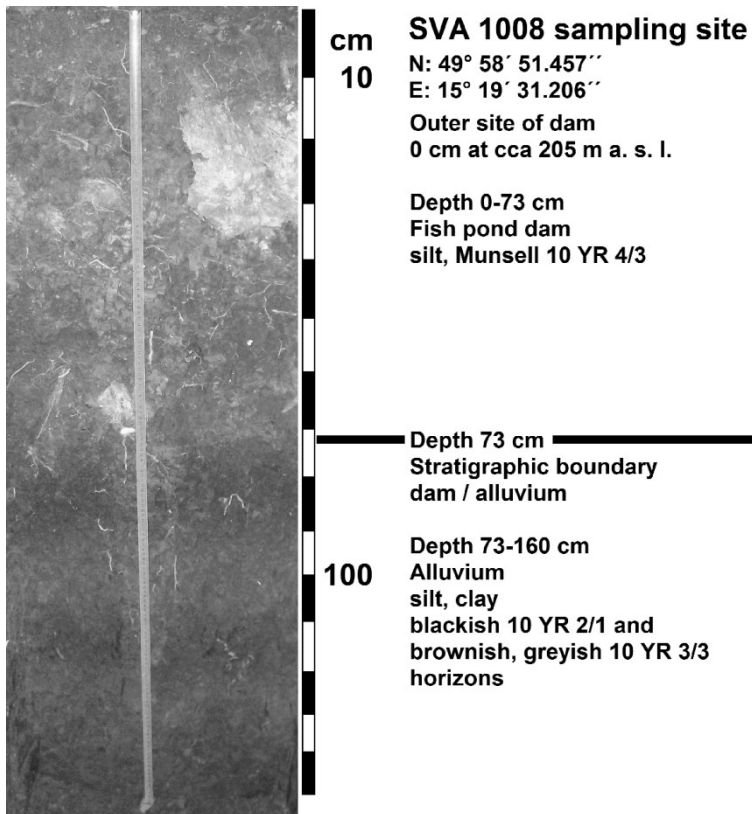 cm
10
100
SVA 1008 sampling site
N: 49° 58´ 51.457´´
E: 15° 19´ 31.206´´
Outer site of dam
0 cm at cca 205 m a. s. l.
Depth 0-73 cm
Fish pond dam
silt, Munsell 10 YR 4/3
Depth 73 cm
Stratigraphic boundary
dam / alluvium
Depth 73-160 cm
Alluvium
silt, clay
blackish 10 YR 2/1 and
brownish, greyish 10 YR 3/3
horizons